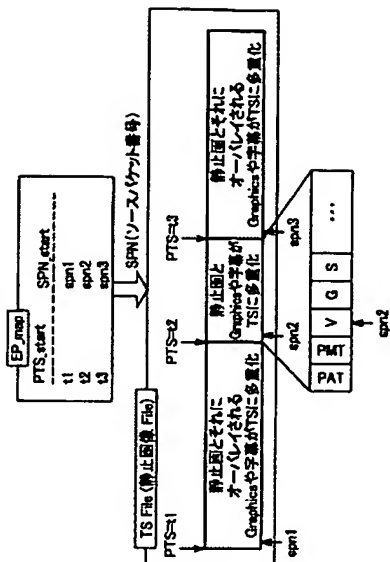 EP_map
PTS_start SPN_start
t1 spn1
t2 spn2
t3 spn3
SPN(ソースパケット番号)
TS File (静止画像 File)
PTS=t1
PTS=t2
PTS=t3
静止画とそれに
オーバレイされる
Graphicsや字幕がTSに多重化
静止画と
Graphicsや字幕が
TSに多重化
静止画とそれに
オーバレイされる
Graphicsや字幕がTSに多重化
spn1
spn2
spn3
PAT
PMT
V
G
S
...
spn2